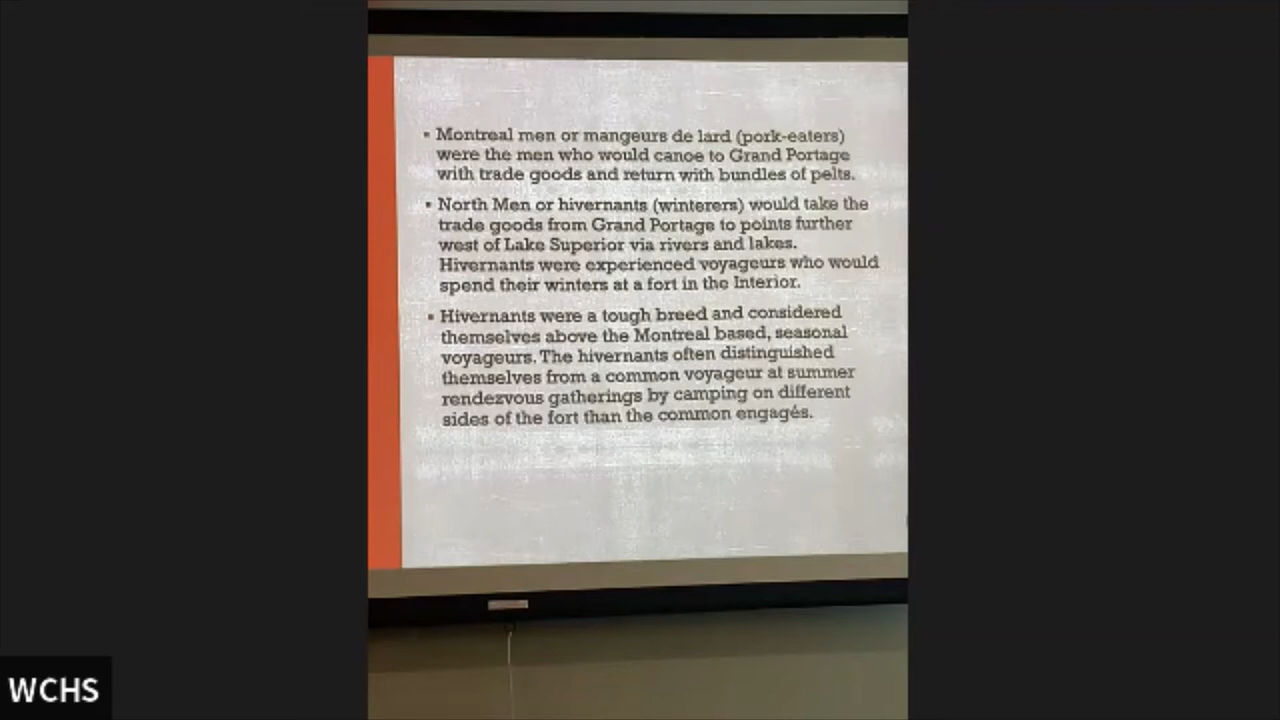 ▪ Montreal men or mangeurs de lard (pork-eaters)
were the men who would canoe to Grand Portage
with trade goods and return with bundles of pelts.
▪ North Men or hivernants (winterers) would take the
trade goods from Grand Portage to points further
west of Lake Superior via rivers and lakes.
Hivernants were experienced voyageurs who would
spend their winters at a fort in the Interior.
▪ Hivernants were a tough breed and considered
themselves above the Montreal based, seasonal
voyageurs. The hivernants often distinguished
themselves from a common voyageur at summer
rendezvous gatherings by camping on different
sides of the fort than the common engagés.
WCHS